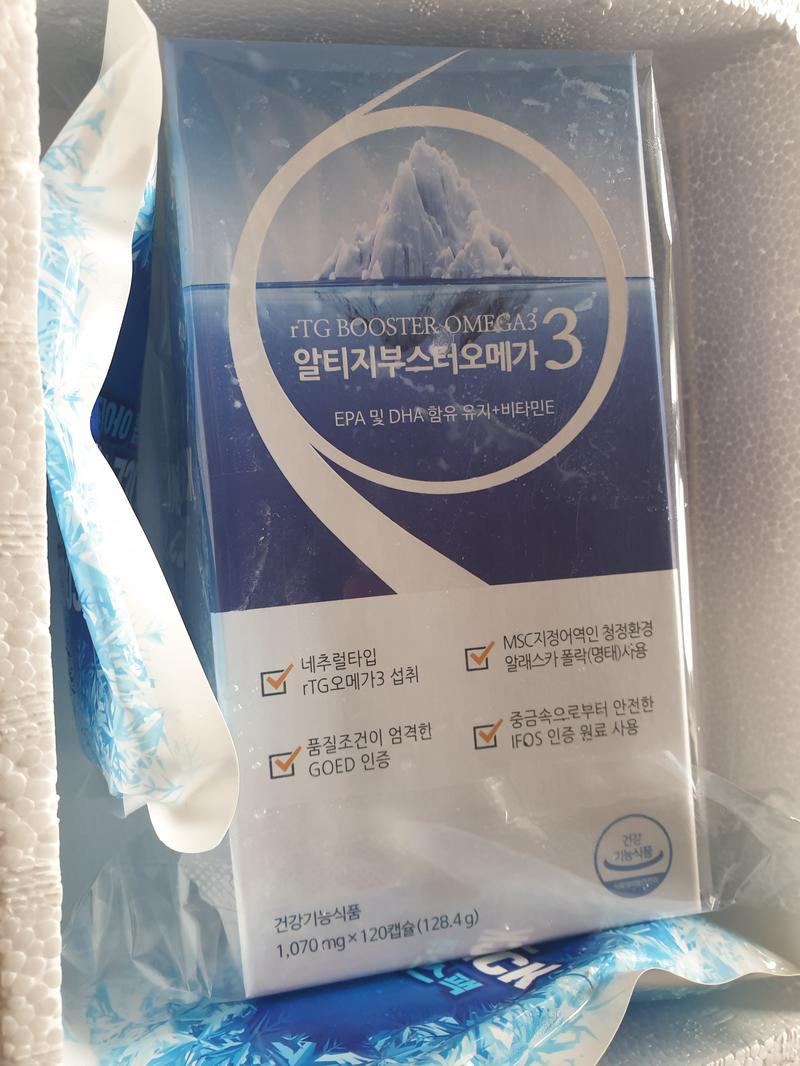 rTG BOOSTER OMEGA3
알티지부스터오메가 3
EPA 및 DHA 함유 유지+비타민E
네추럴타입
rTG오메가3 섭취
MSC지정어역인 청정환경
알래스카 폴락(명태)사용
품질조건이 엄격한
GOED 인증
중금속으로부터 안전한
IFOS 인증 원료 사용
건강
기능식품
건강기능식품
1,070 mg×120캡슐(128.4 g)